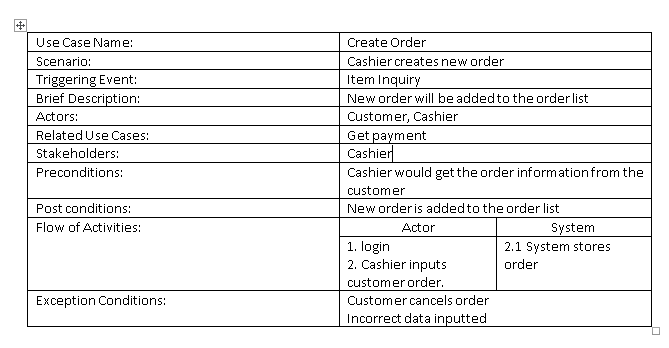 Use Case Name: Create Order
Scenario: Cashier creates new order
Triggering Event: Item Inquiry
Brief Description: New order will be added to the order list
Actors: Customer, Cashier
Related Use Cases: Get payment
Stakeholders: Cashier
Preconditions: Cashier would get the order information from the
customer
Post conditions: New order is added to the order list
Flow of Activities: Actor System
1. login 2.1 System stores
2. Cashier inputs order
customer order.
Exception Conditions: Customer cancels order
Incorrect data inputted